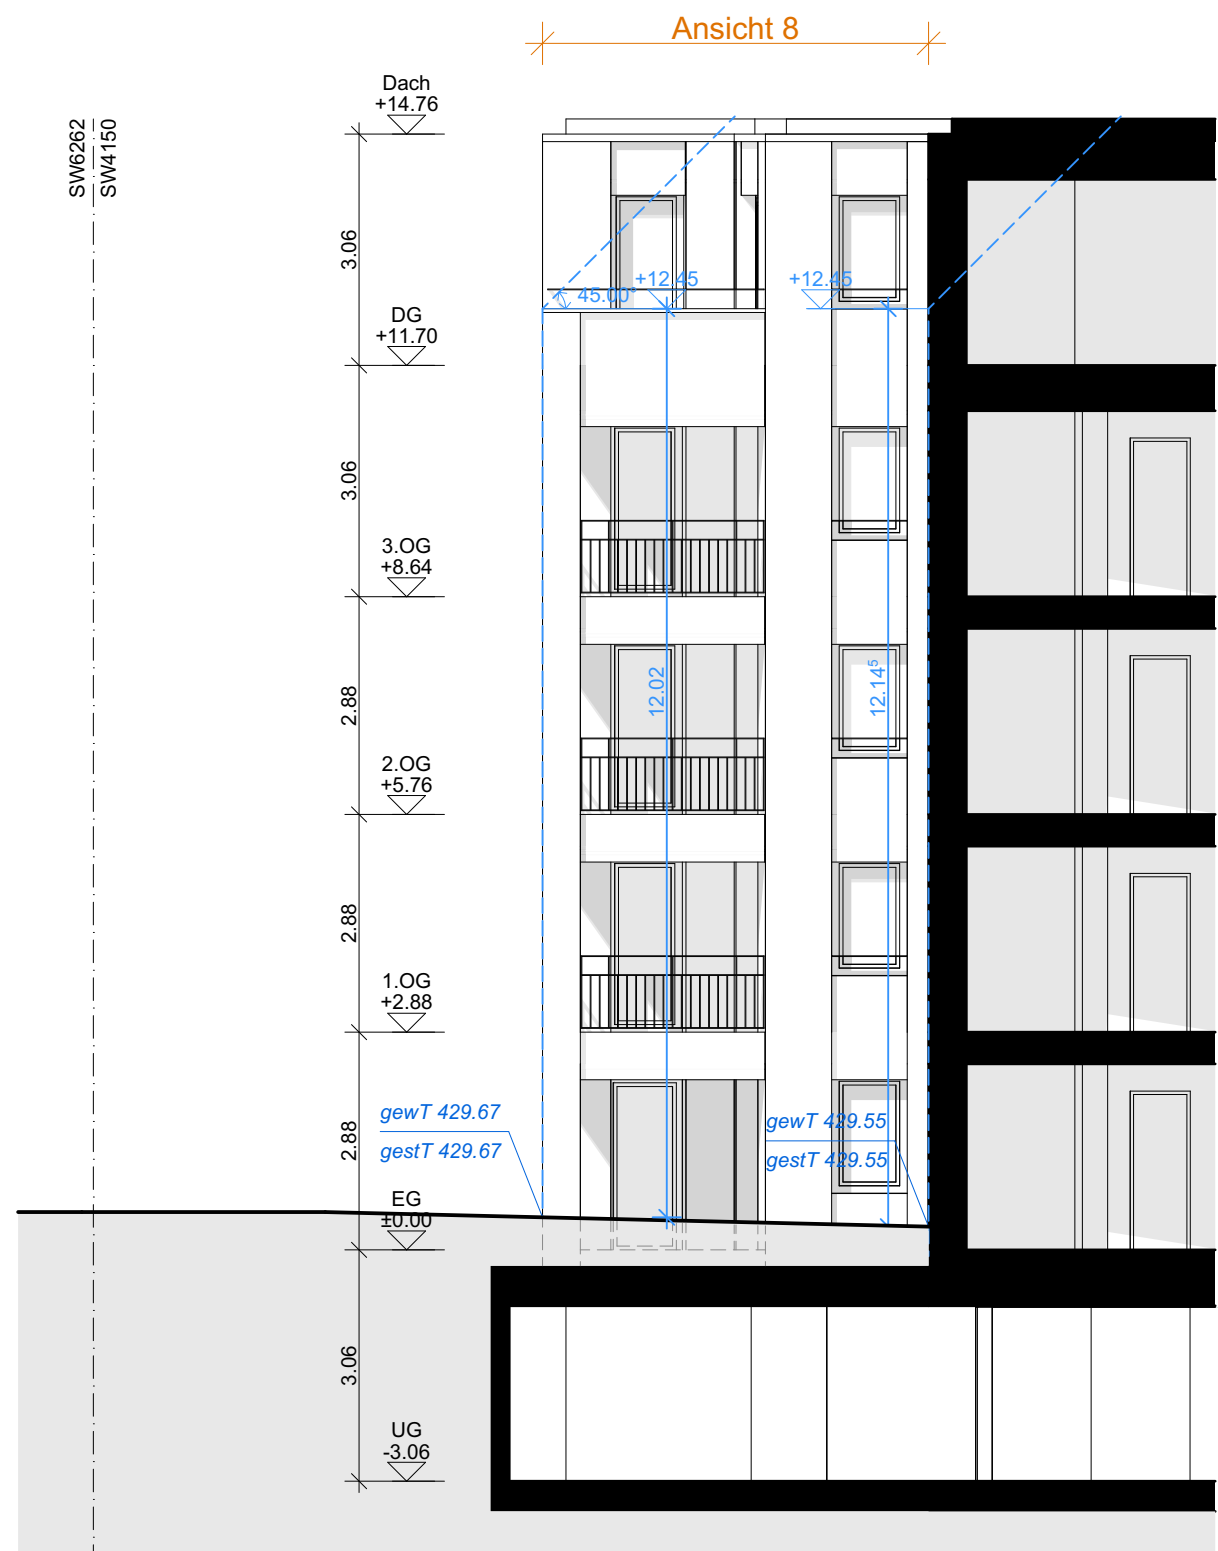 Ansicht 8
Dach
+14.76
SW6262
SW4150
3.06
+12.45
+12.45
45.00°
DG
+11.70
3.06
3.OG
+8.64
12.02
12.14⁵
2.88
2.OG
+5.76
2.88
1.OG
+2.88
gewT 429.67
gestT 429.67
gewT 429.55
gestT 429.55
2.88
EG
±0.00
3.06
UG
-3.06